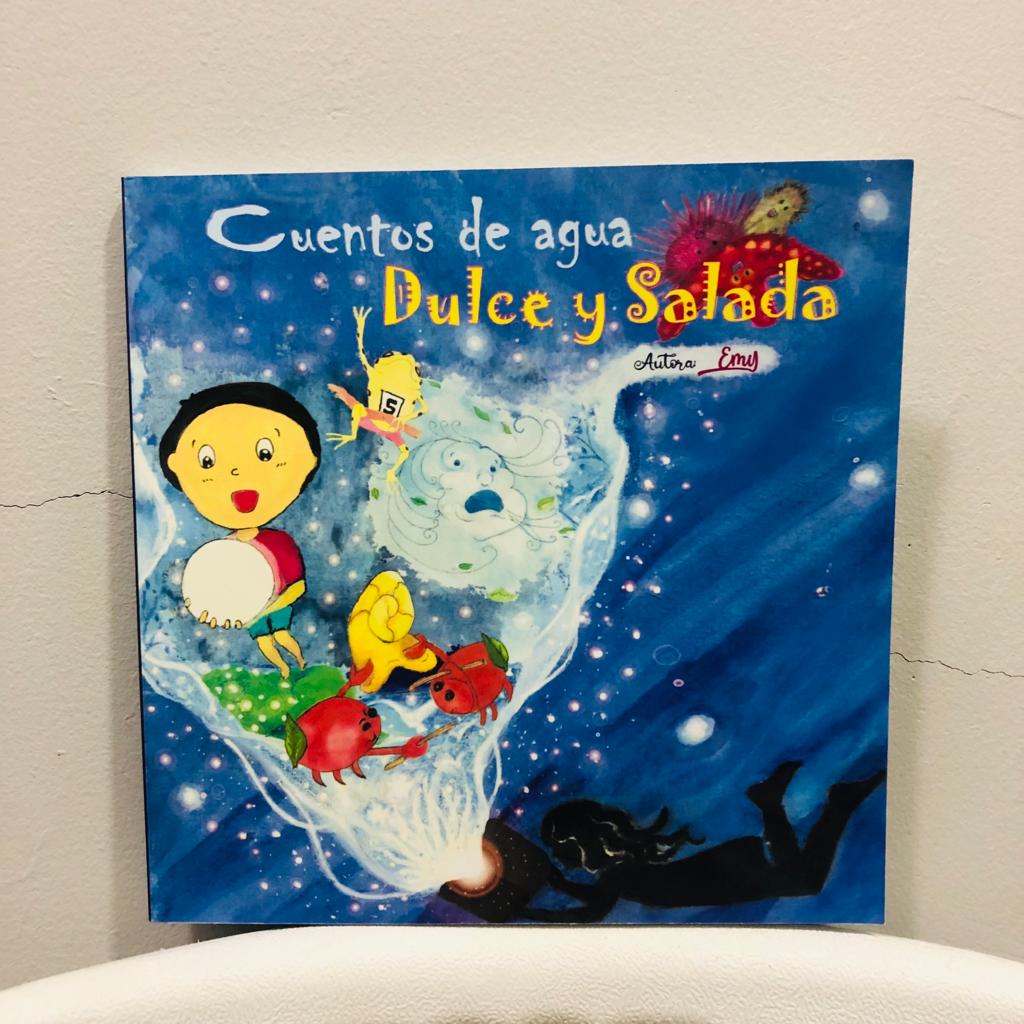 Cuentos de agua
Dulce y Salada
Autora: Emy
S